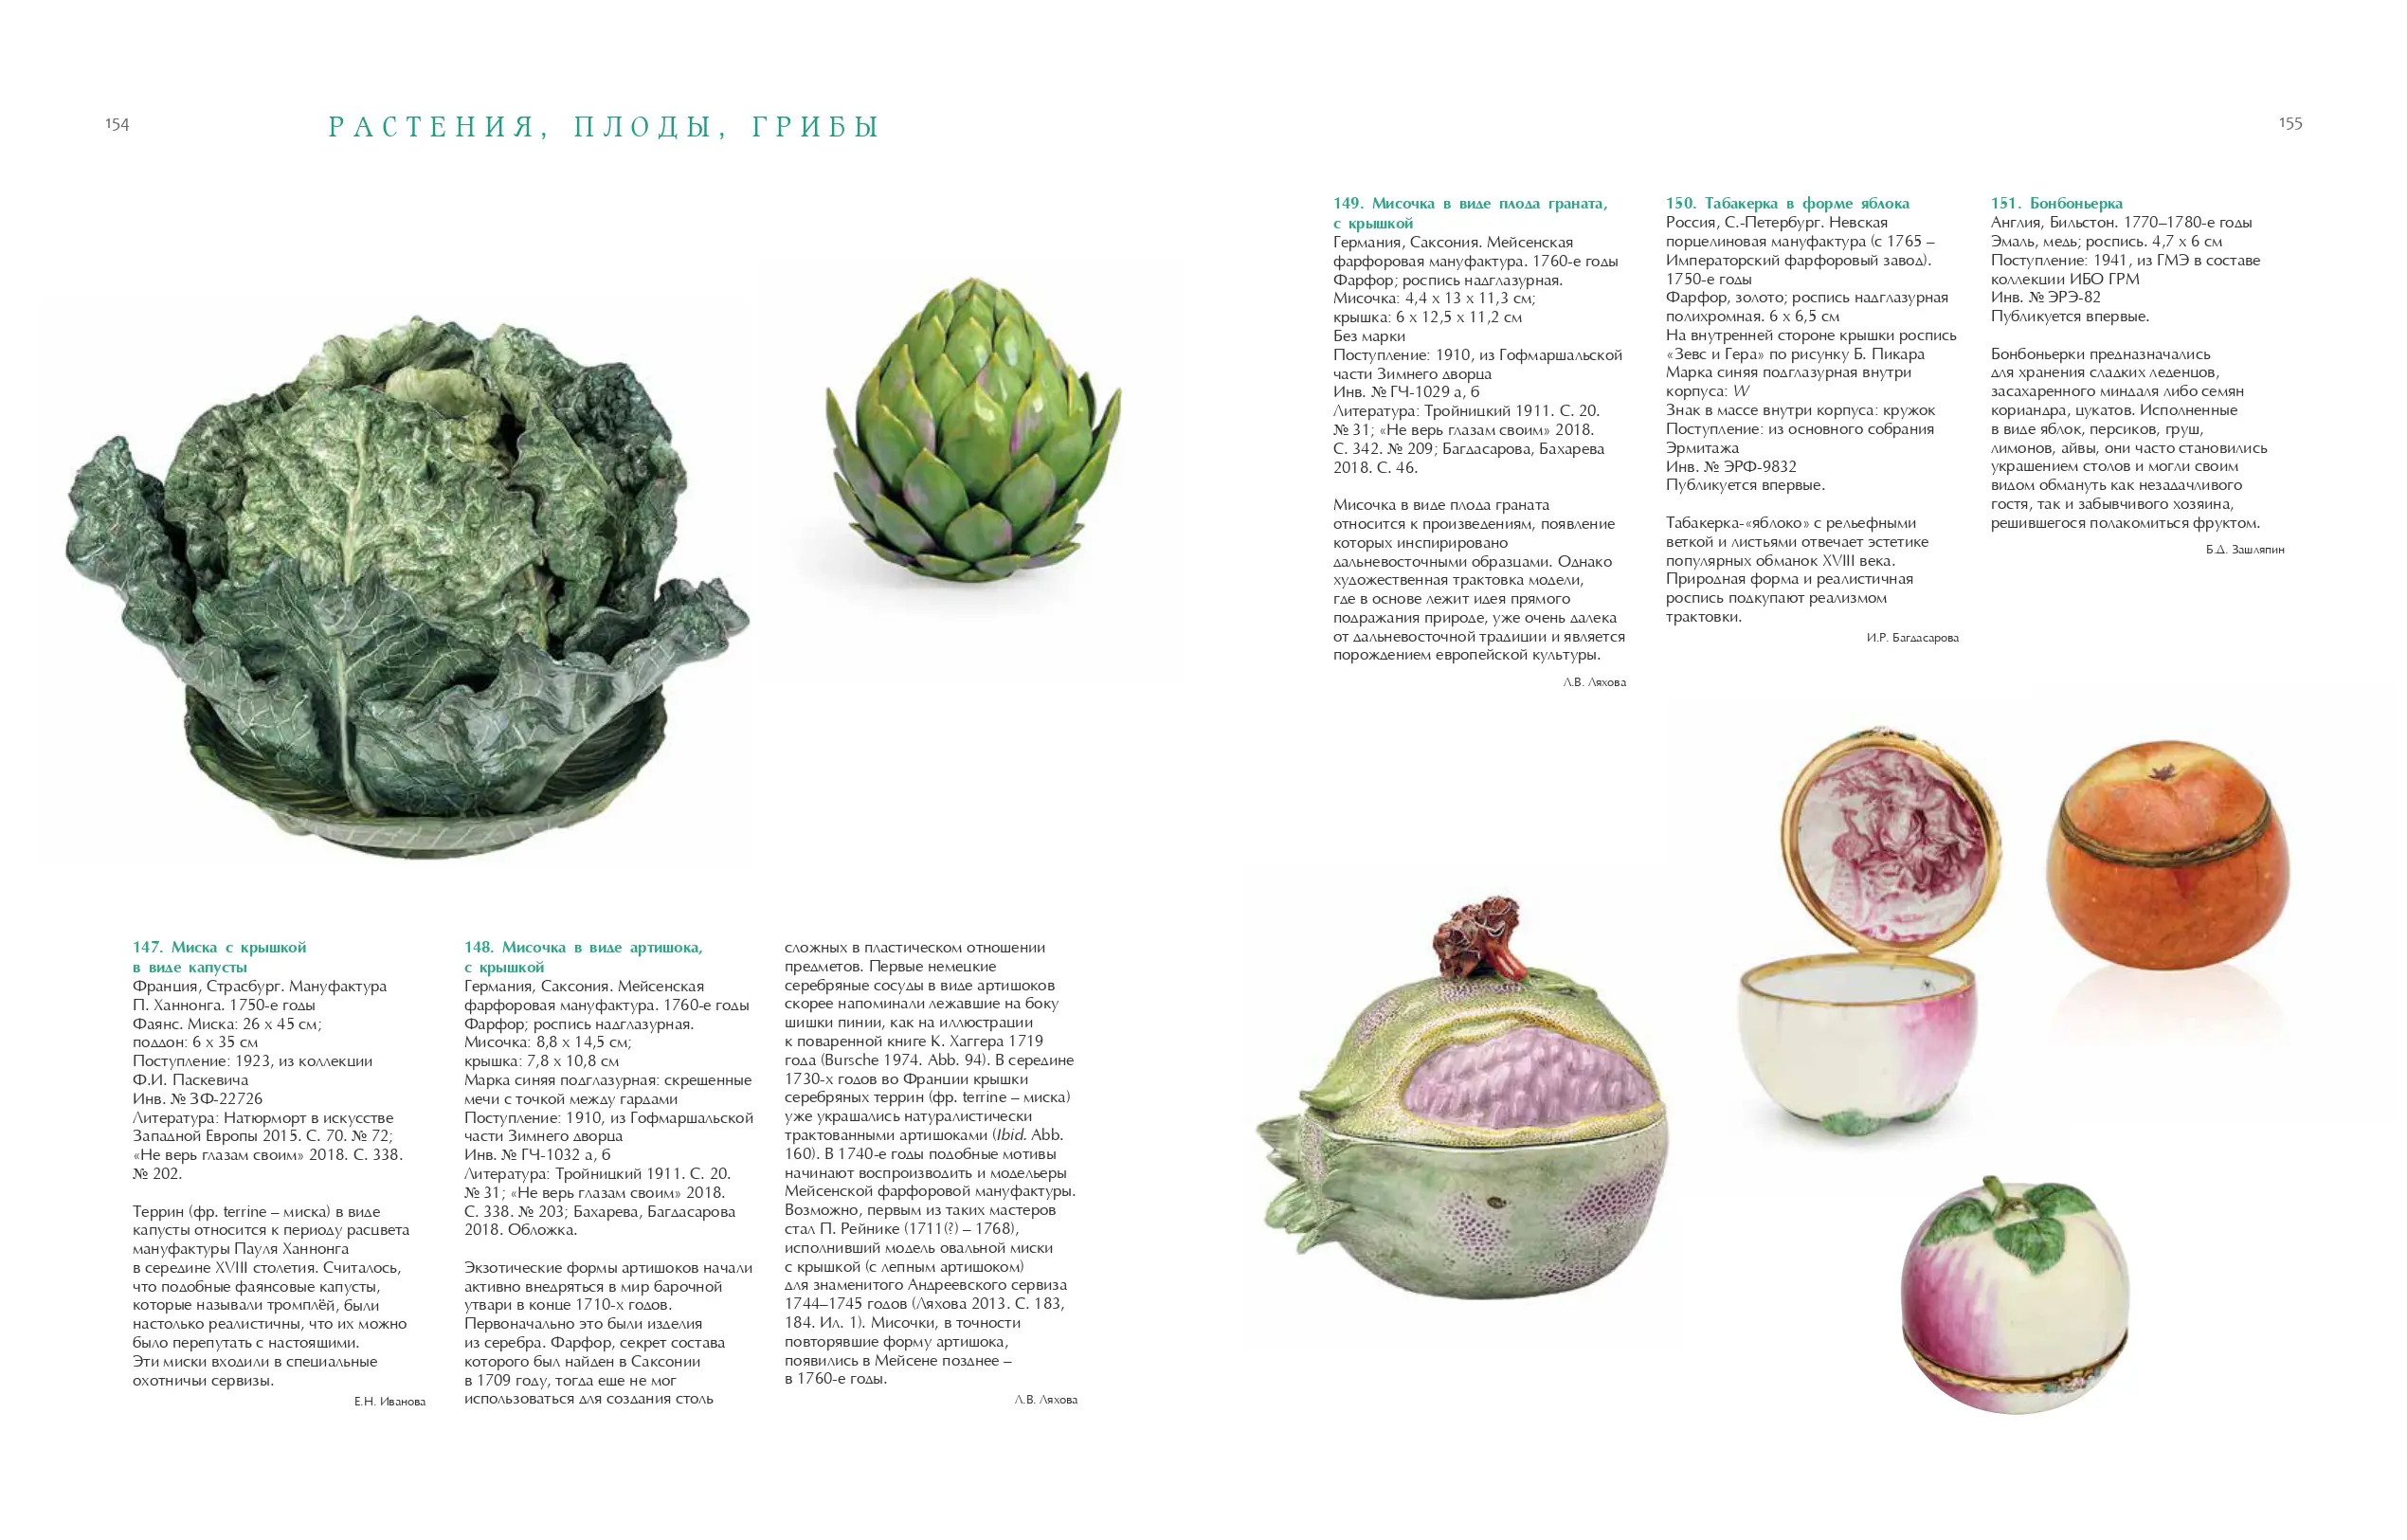 154
РАСТЕНИЯ, ПЛОДЫ, ГРИБЫ
147. Миска с крышкой
в виде капусты
Франция, Страсбург. Мануфактура
П. Ханнонга. 1750-е годы
Фаянс. Миска: 26 х 45 см;
поддон: 6 х 35 см
Поступление: 1923, из коллекции
Ф.И. Паскевича
Инв. № ЗФ-22726
Литература: Натюрморт в искусстве
Западной Европы 2015. С. 70. № 72;
«Не верь глазам своим» 2018. С. 338.
№ 202.
Террин (фр. terrine – миска) в виде
капусты относится к периоду расцвета
мануфактуры Пауля Ханнонга
в середине XVIII столетия. Считалось,
что подобные фаянсовые капусты,
которые называли тромплёй, были
настолько реалистичны, что их можно
было перепутать с настоящими.
Эти миски входили в специальные
охотничьи сервизы.
Е.Н. Иванова
148. Мисочка в виде артишока,
с крышкой
Германия, Саксония. Мейсенская
фарфоровая мануфактура. 1760-е годы
Фарфор; роспись надглазурная.
Мисочка: 8,8 х 14,5 см;
крышка: 7,8 х 10,8 см
Марка синяя подглазурная: скрещенные
мечи с точкой между гардами
Поступление: 1910, из Гофмаршальской
части Зимнего дворца
Инв. № ГЧ-1032 а, б
Литература: Тройницкий 1911. С. 20.
№ 31; «Не верь глазам своим» 2018.
С. 338. № 203; Бахарева, Багдасарова
2018. Обложка.
Экзотические формы артишоков начали
активно внедряться в мир барочной
утвари в конце 1710-х годов.
Первоначально это были изделия
из серебра. Фарфор, секрет состава
которого был найден в Саксонии
в 1709 году, тогда еще не мог
использоваться для создания столь
сложных в пластическом отношении
предметов. Первые немецкие
серебряные сосуды в виде артишоков
скорее напоминали лежавшие на боку
шишки пинии, как на иллюстрации
к поваренной книге К. Хаггера 1719
года (Bursche 1974. Abb. 94). В середине
1730-х годов во Франции крышки
серебряных террин (фр. terrine – миска)
уже украшались натуралистически
трактованными артишоками (Ibid. Abb.
160). В 1740-е годы подобные мотивы
начинают воспроизводить и модельеры
Мейсенской фарфоровой мануфактуры.
Возможно, первым из таких мастеров
стал П. Рейнике (1711(?) – 1768),
исполнивший модель овальной миски
с крышкой (с лепным артишоком)
для знаменитого Андреевского сервиза
1744–1745 годов (Ляхова 2013. С. 183,
184. Ил. 1). Мисочки, в точности
повторявшие форму артишока,
появились в Мейсене позднее –
в 1760-е годы.
Л.В. Ляхова
155
149. Мисочка в виде плода граната,
с крышкой
Германия, Саксония. Мейсенская
фарфоровая мануфактура. 1760-е годы
Фарфор; роспись надглазурная.
Мисочка: 4,4 х 13 х 11,3 см;
крышка: 6 х 12,5 х 11,2 см
Без марки
Поступление: 1910, из Гофмаршальской
части Зимнего дворца
Инв. № ГЧ-1029 а, б
Литература: Тройницкий 1911. С. 20.
№ 31; «Не верь глазам своим» 2018.
С. 342. № 209; Багдасарова, Бахарева
2018. С. 46.
Мисочка в виде плода граната
относится к произведениям, появление
которых инспирировано
дальневосточными образцами. Однако
художественная трактовка модели,
где в основе лежит идея прямого
подражания природе, уже очень далека
от дальневосточной традиции и является
порождением европейской культуры.
Л.В. Ляхова
150. Табакерка в форме яблока
Россия, С.-Петербург. Невская
порцелиновая мануфактура (с 1765 –
Императорский фарфоровый завод).
1750-е годы
Фарфор, золото; роспись надглазурная
полихромная. 6 х 6,5 см
На внутренней стороне крышки роспись
«Зевс и Гера» по рисунку Б. Пикара
Марка синяя подглазурная внутри
корпуса: W
Знак в массе внутри корпуса: кружок
Поступление: из основного собрания
Эрмитажа
Инв. № ЭРФ-9832
Публикуется впервые.
Табакерка-«яблоко» с рельефными
веткой и листьями отвечает эстетике
популярных обманок XVIII века.
Природная форма и реалистичная
роспись подкупают реализмом
трактовки.
И.Р. Багдасарова
151. Бонбоньерка
Англия, Бильстон. 1770–1780-е годы
Эмаль, медь; роспись. 4,7 х 6 см
Поступление: 1941, из ГМЭ в составе
коллекции ИБО ГРМ
Инв. № ЭРЭ-82
Публикуется впервые.
Бонбоньерки предназначались
для хранения сладких леденцов,
засахаренного миндаля либо семян
кориандра, цукатов. Исполненные
в виде яблок, персиков, груш,
лимонов, айвы, они часто становились
украшением столов и могли своим
видом обмануть как незадачливого
гостя, так и забывчивого хозяина,
решившегося полакомиться фруктом.
Б.Д. Зашляпин